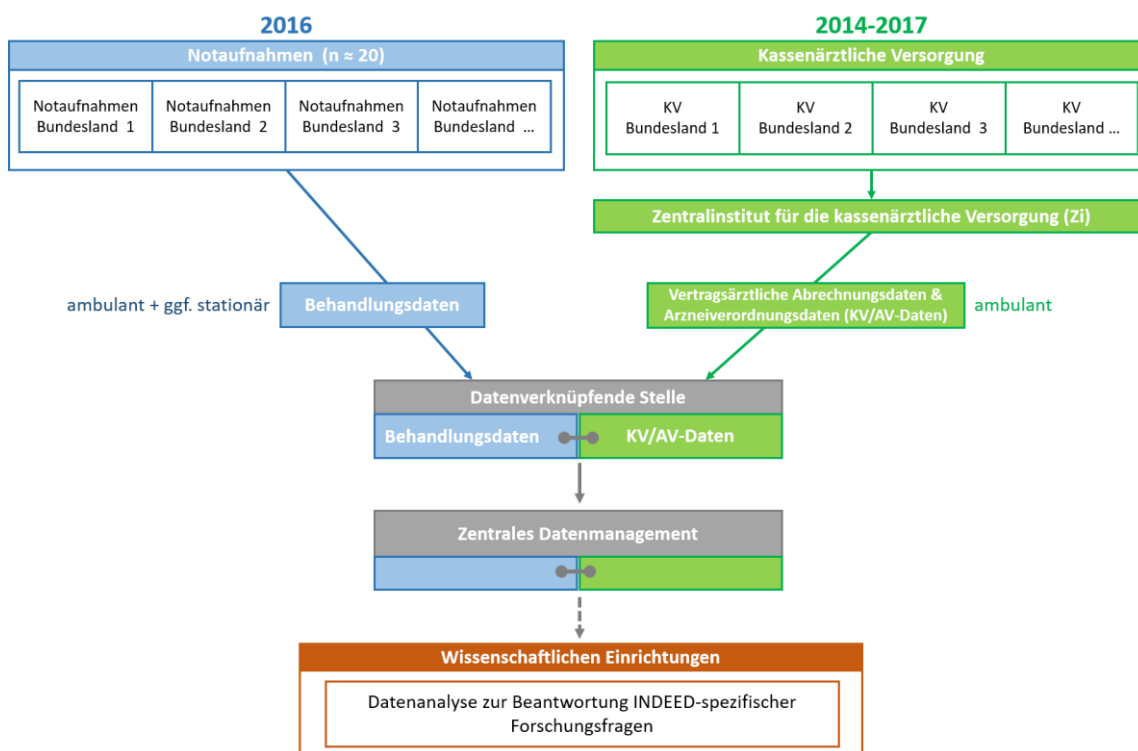 2016
Notaufnahmen (n ≈ 20)
Notaufnahmen
Bundesland 1
Notaufnahmen
Bundesland 2
Notaufnahmen
Bundesland 3
Notaufnahmen
Bundesland ...
2014-2017
Kassenärztliche Versorgung
KV
Bundesland 1
KV
Bundesland 2
KV
Bundesland 3
KV
Bundesland ...
Zentralinstitut für die kassenärztliche Versorgung (Zi)
ambulant + ggf. stationär
Behandlungsdaten
Vertragsärztliche Abrechnungsdaten &
Arzneiverordnungsdaten (KV/AV-Daten)
ambulant
Datenverknüpfende Stelle
Behandlungsdaten
KV/AV-Daten
Zentrales Datenmanagement
Wissenschaftlichen Einrichtungen
Datenanalyse zur Beantwortung INDEED-spezifischer
Forschungsfragen